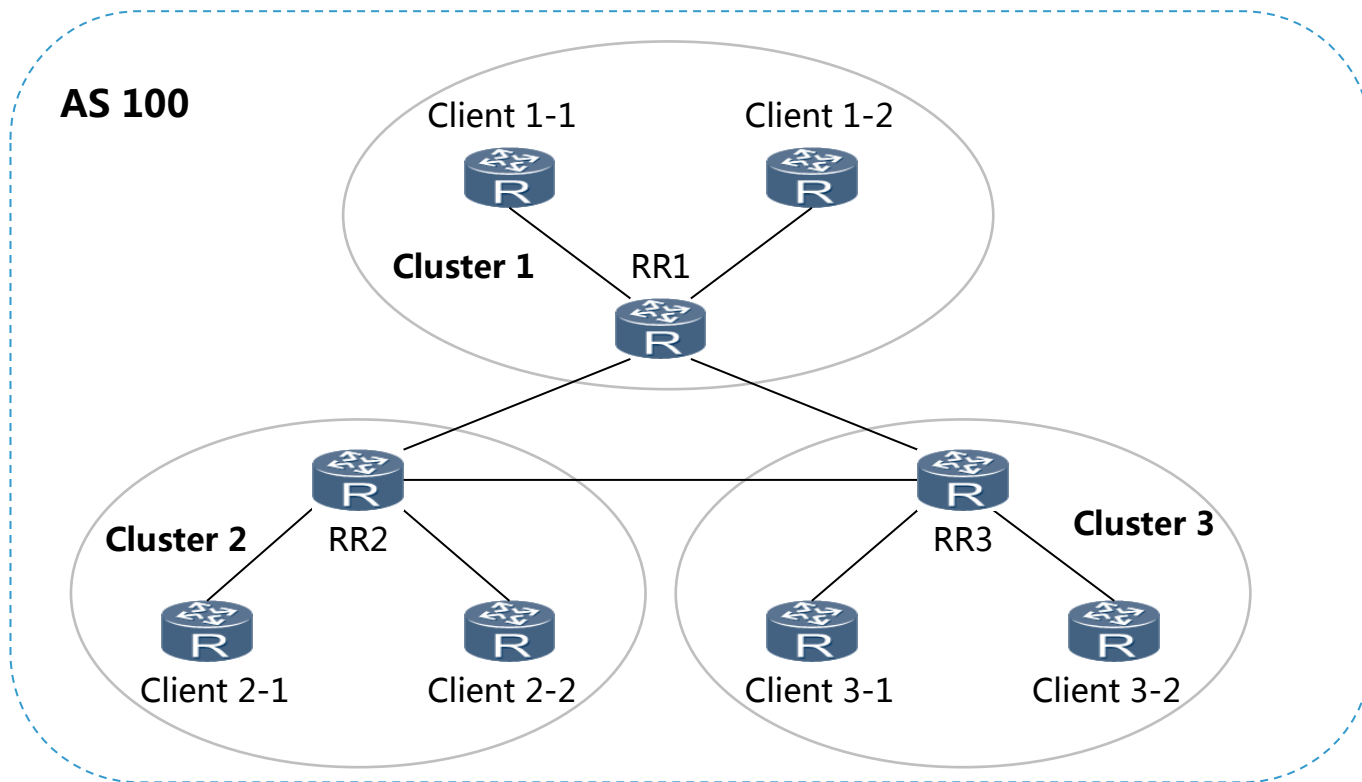 AS 100
Client 1-1
Client 1-2
R
R
Cluster 1
RR1
R
R
R
Cluster 2
RR2
RR3
Cluster 3
R
R
R
R
Client 2-1
Client 2-2
Client 3-1
Client 3-2